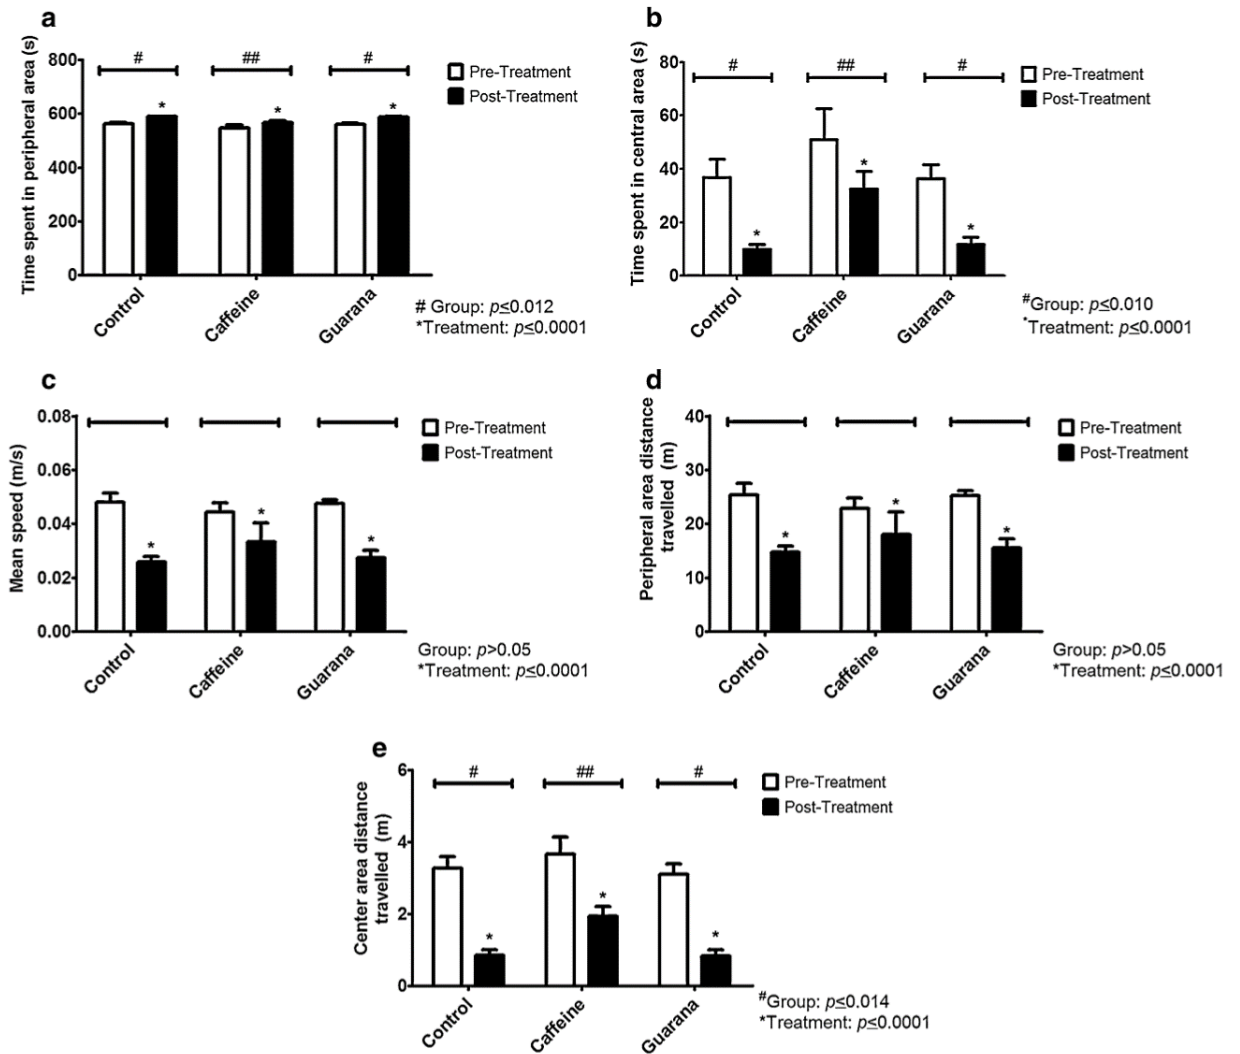 a
Time spent in peripheral area (s)
800
600
400
200
0
# ## #
* * *
Pre-Treatment
Post-Treatment
Control
Caffeine
Guarana
# Group: p≤0.012
*Treatment: p≤0.0001
b
Time spent in central area (s)
80
60
40
20
0
# ## #
* * *
Pre-Treatment
Post-Treatment
Control
Caffeine
Guarana
#Group: p≤0.010
*Treatment: p≤0.0001
c
Mean speed (m/s)
0.08
0.06
0.04
0.02
0.00
* * *
Pre-Treatment
Post-Treatment
Control
Caffeine
Guarana
Group: p>0.05
*Treatment: p≤0.0001
d
Peripheral area distance
travelled (m)
40
30
20
10
0
* * *
Pre-Treatment
Post-Treatment
Control
Caffeine
Guarana
Group: p>0.05
*Treatment: p≤0.0001
e
Center area distance
travelled (m)
6
4
2
0
# ## #
* * *
Pre-Treatment
Post-Treatment
Control
Caffeine
Guarana
#Group: p≤0.014
*Treatment: p≤0.0001